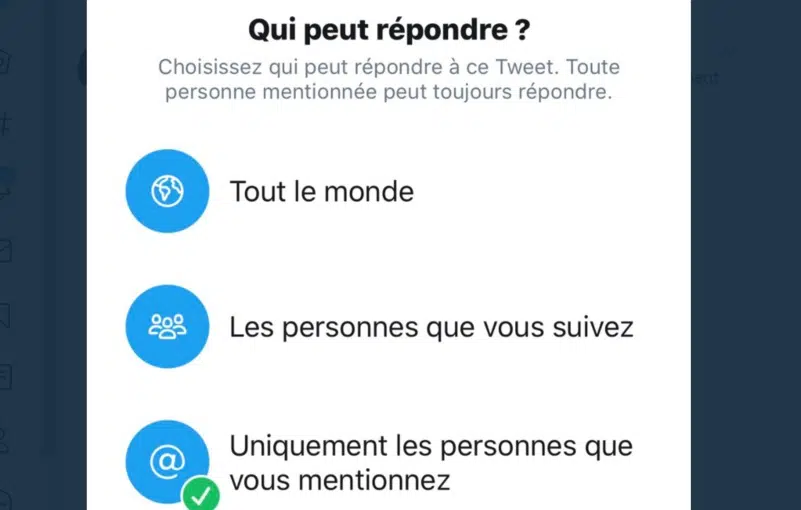 Qui peut répondre ?
Choisissez qui peut répondre à ce Tweet. Toute
personne mentionnée peut toujours répondre.
Tout le monde
Les personnes que vous suivez
Uniquement les personnes que
vous mentionnez